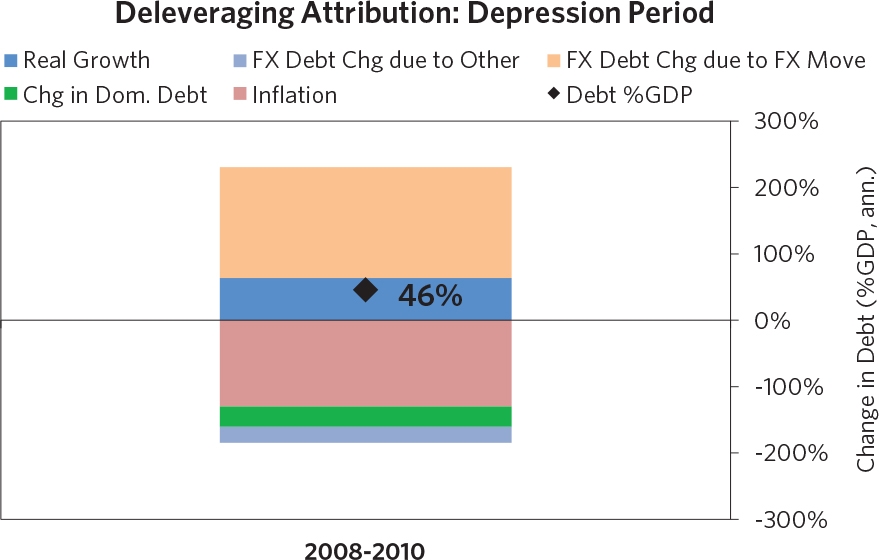 Deleveraging Attribution: Depression Period
Real Growth FX Debt Chg due to Other FX Debt Chg due to FX Move
Chg in Dom. Debt Inflation Debt %GDP
300%
200%
100%
0%
-100%
-200%
-300%
Change in Debt (%GDP, ann.)
46%
2008-2010